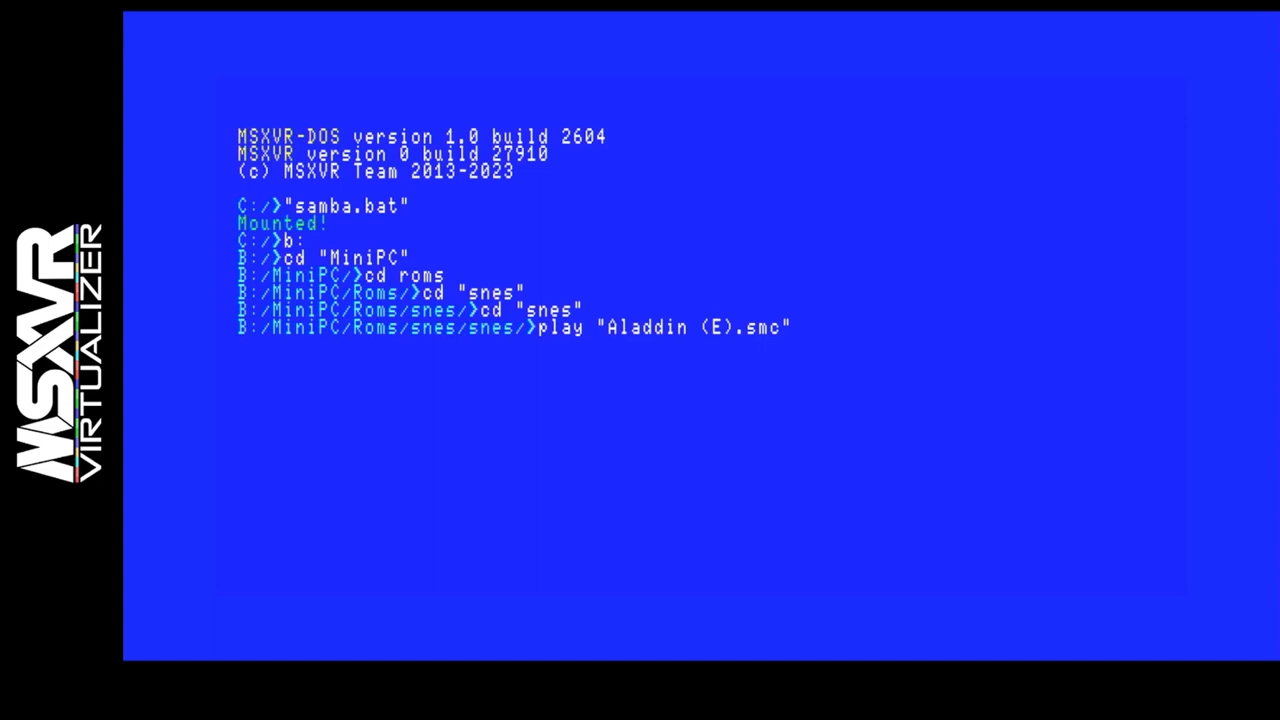 MSXVR
VIRTUALIZER
MSXVR-DOS version 1.0 build 2604
MSXVR version 0 build 27910
(c) MSXVR Team 2013-2023
C:/>"samba.bat"
Mounted!
C:/>b:
B:/>cd "MiniPC"
B:/MiniPC/>cd roms
B:/MiniPC/Roms/>cd "snes"
B:/MiniPC/Roms/snes/>cd "snes"
B:/MiniPC/Roms/snes/snes/>play "Aladdin (E).smc"